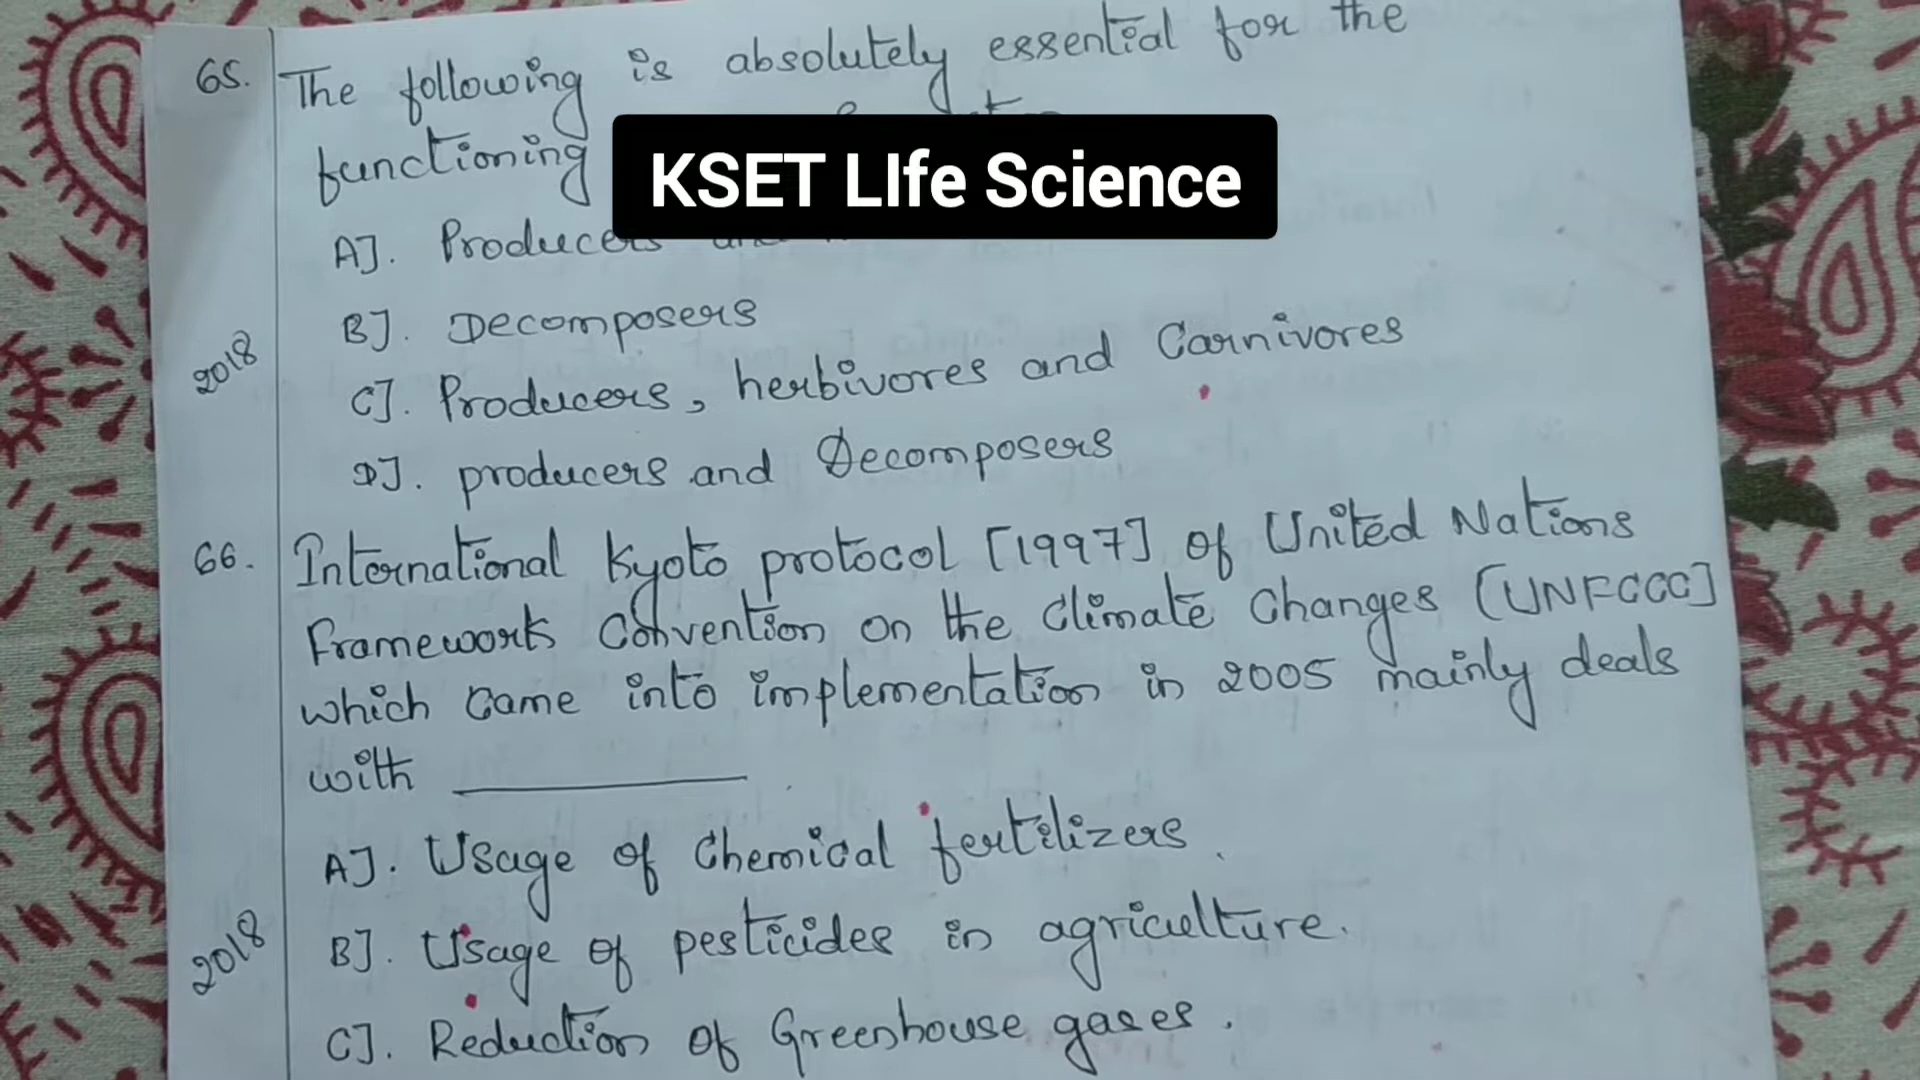 65. The following is absolutely essential for the
functioning
KSET LIfe Science
A]. Producers
B]. Decomposers
2018
C]. Producers, herbivores and Carnivores
D]. producers and Decomposers
66. International Kyoto protocol [1997] of United Nations
Frameworks Convention on the Climate Changes [UNFCCC]
which came into implementation in 2005 mainly deals
with
A]. Usage of Chemical fertilizers.
2018
B]. Usage of pesticides in agriculture.
C]. Reduction of Greenhouse gases.